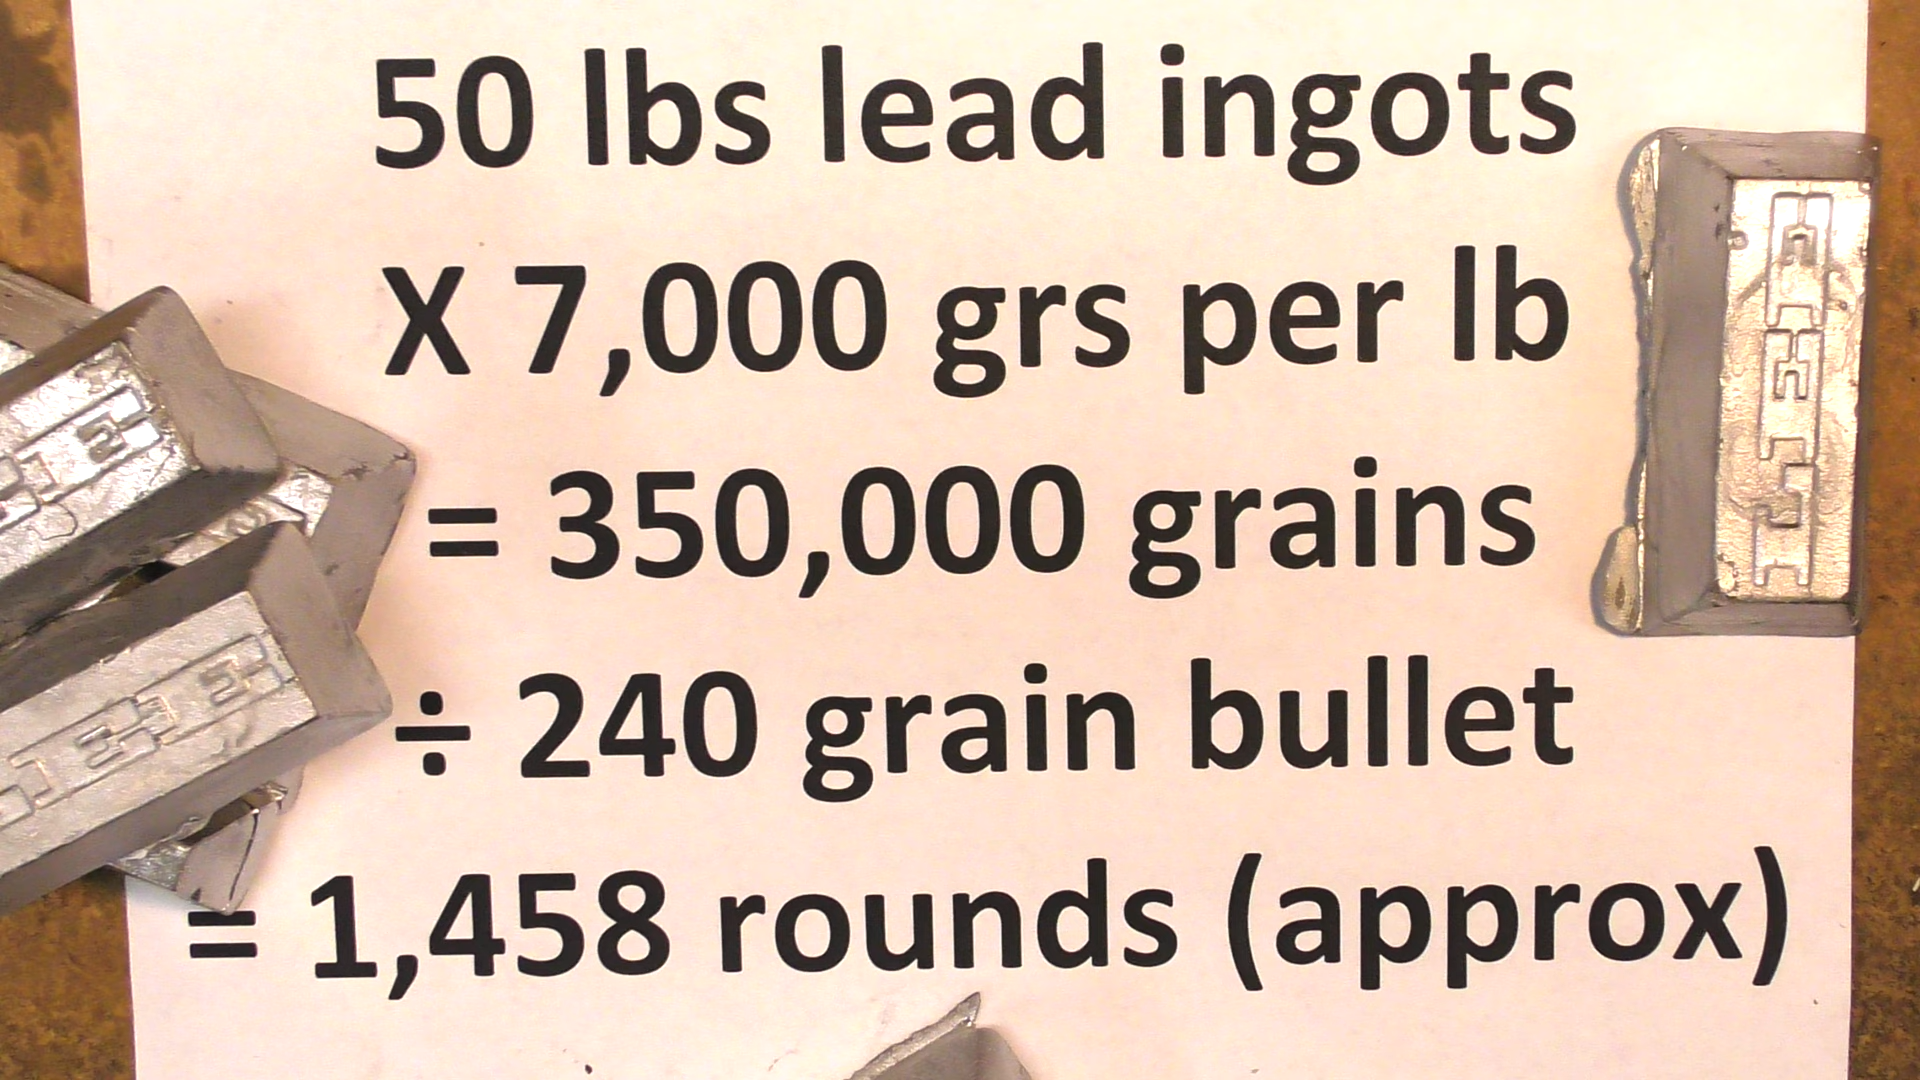 50 lbs lead ingots
X 7,000 grs per lb
= 350,000 grains
÷ 240 grain bullet
= 1,458 rounds (approx)